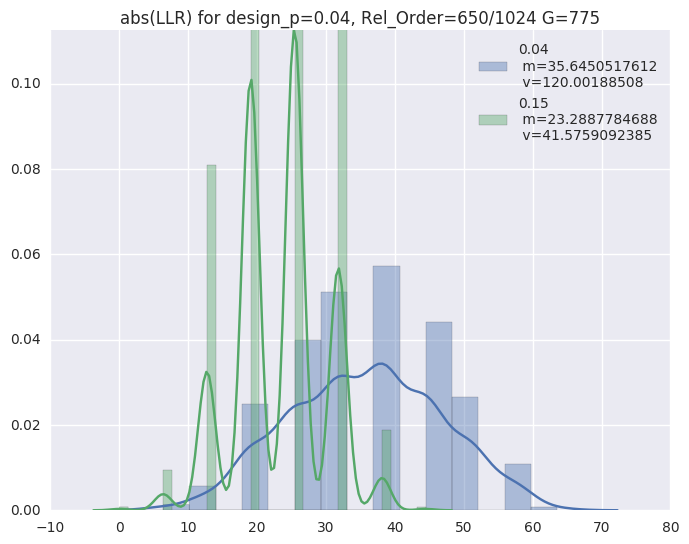 abs(LLR) for design_p=0.04, Rel_Order=650/1024 G=775
0.04
m=35.6450517612
v=120.00188508
0.15
m=23.2887784688
v=41.5759092385
0.10
0.08
0.06
0.04
0.02
0.00
−10 0 10 20 30 40 50 60 70 80